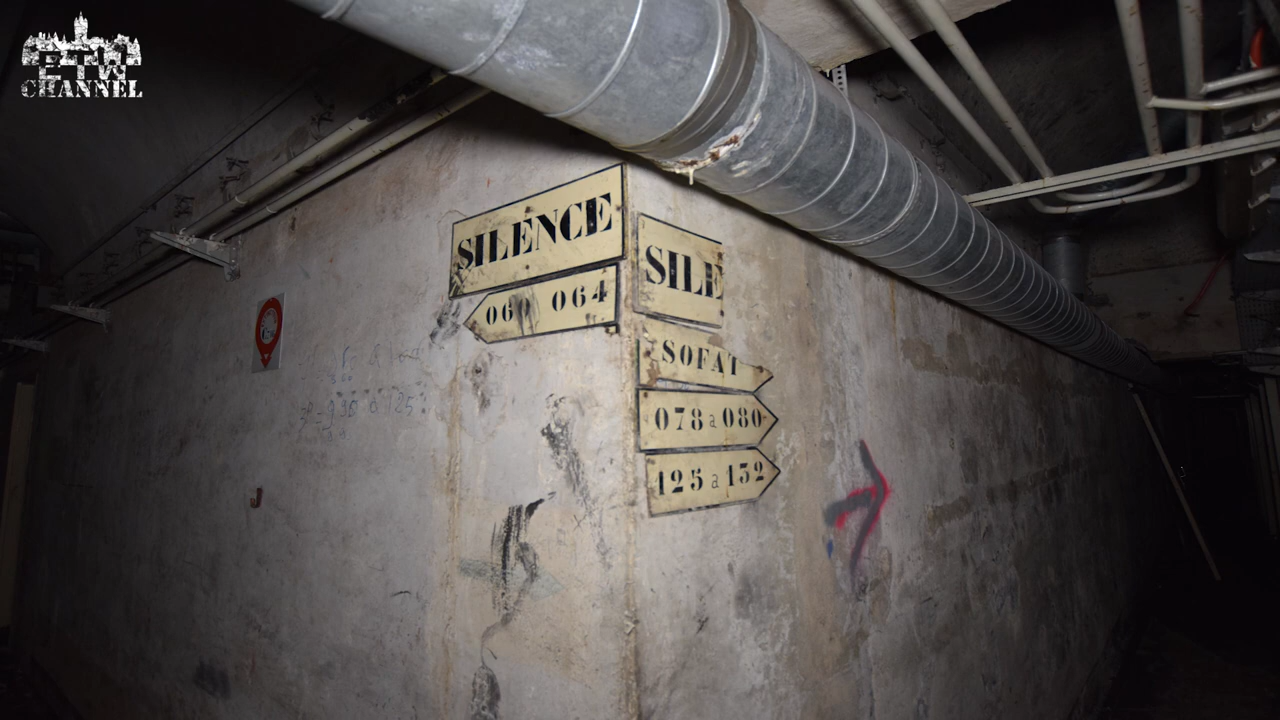 ETW
CHANNEL
SILENCE
064
SILE
SOFAT
078 a 080
125 a 132